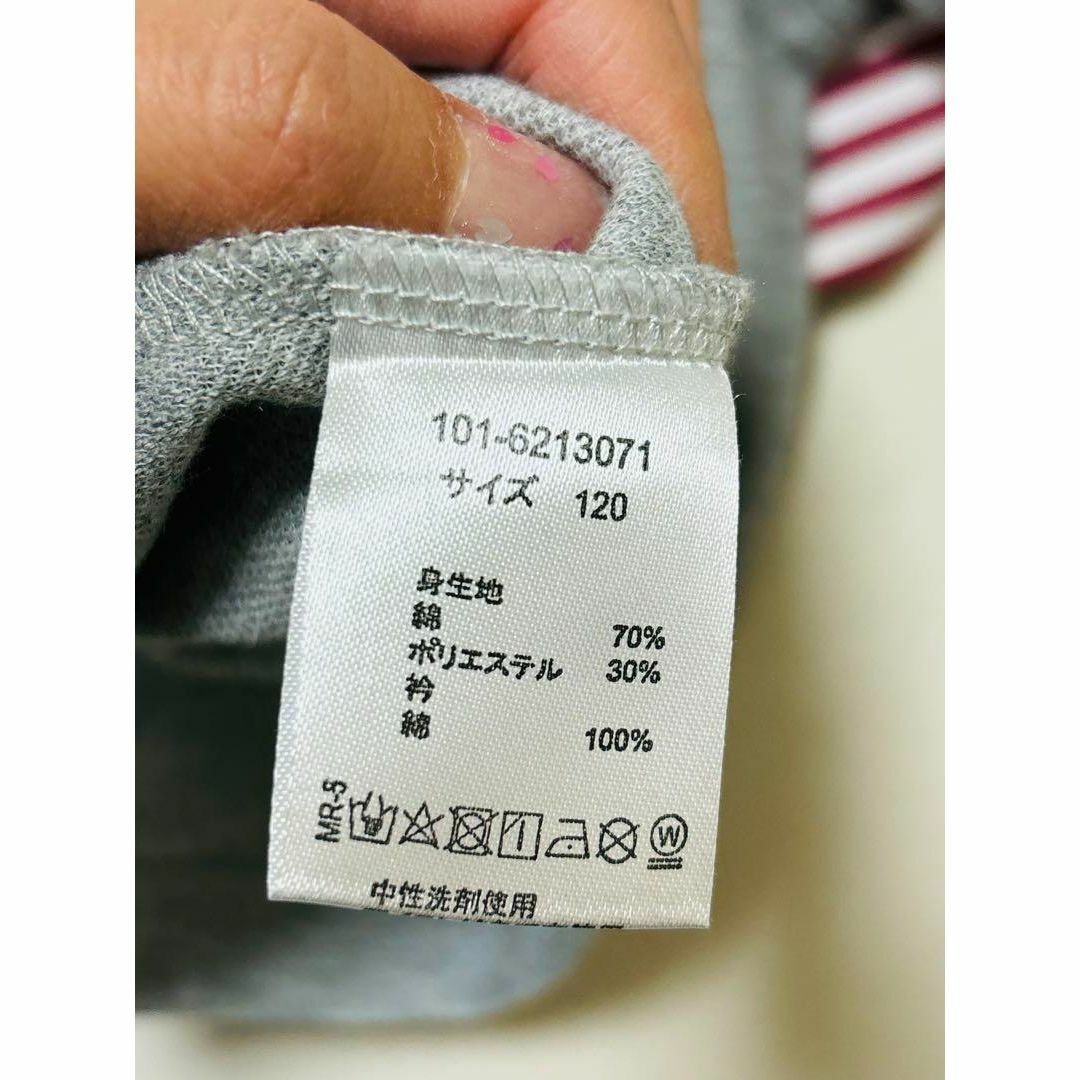 101-6213071
サイズ 120
身生地
綿 70%
ポリエステル 30%
衿
綿 100%
MR-5
W
中性洗剤使用